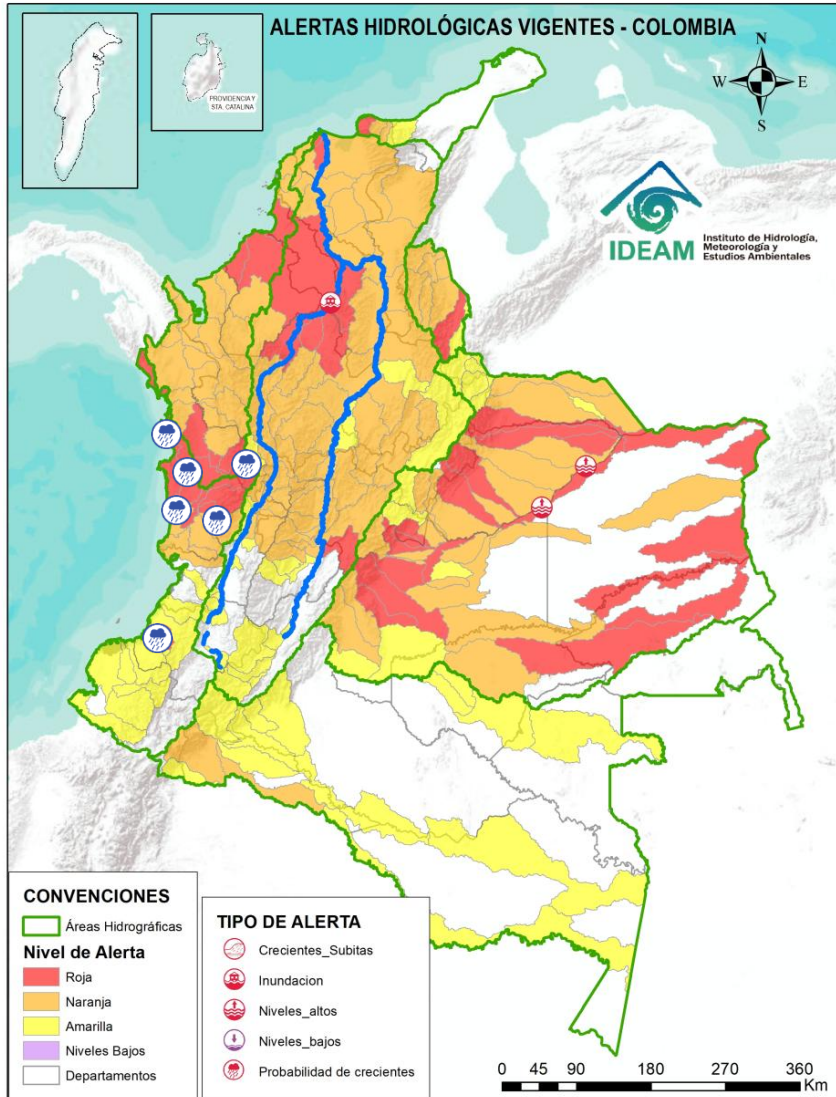 ALERTAS HIDROLÓGICAS VIGENTES - COLOMBIA
PROVIDENCIA Y
STA. CATALINA
N
W
E
S
IDEAM
Instituto de Hidrología,
Meteorología y
Estudios Ambientales
CONVENCIONES
Áreas Hidrográficas
Nivel de Alerta
Roja
Naranja
Amarilla
Niveles Bajos
Departamentos
TIPO DE ALERTA
Crecientes_Subitas
Inundacion
Niveles_altos
Niveles_bajos
Probabilidad de crecientes
0 45 90 180 270 360
Km